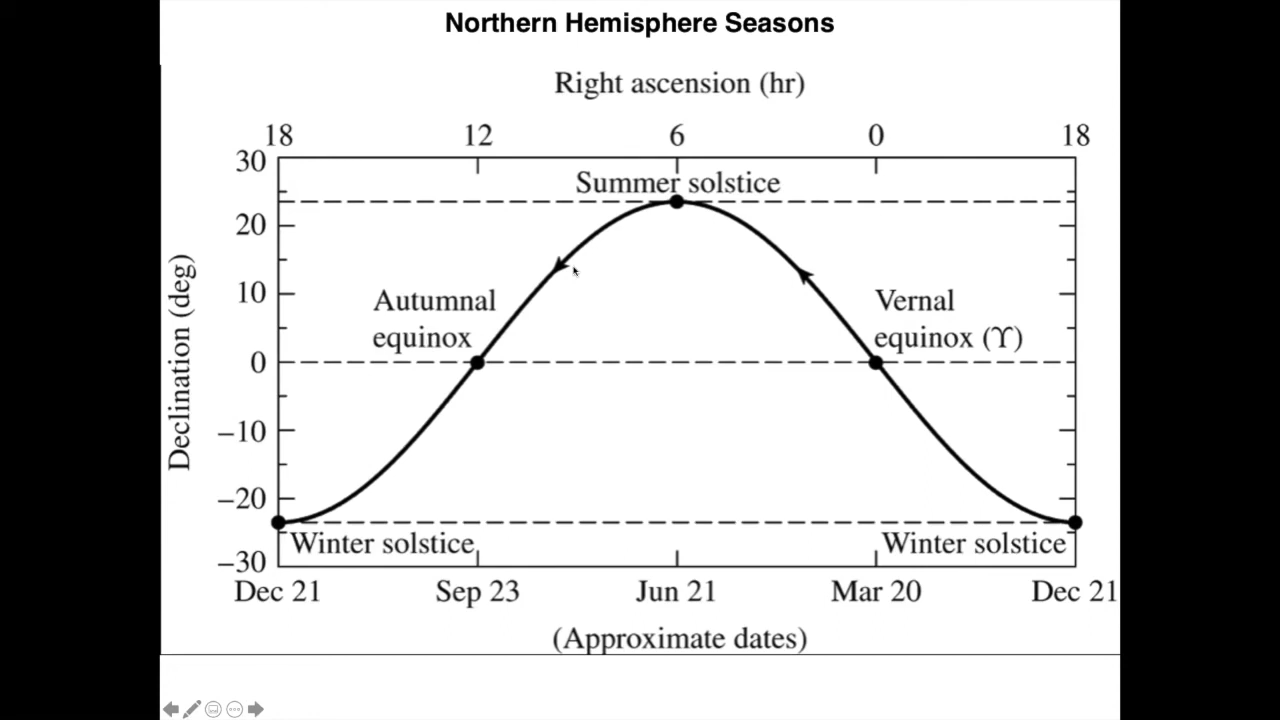 Northern Hemisphere Seasons
Right ascension (hr)
18 12 6 0 18
30
Summer solstice
20
10
Autumnal
equinox
Vernal
equinox (♈)
0
Declination (deg)
−10
−20
Winter solstice
Winter solstice
−30
Dec 21 Sep 23 Jun 21 Mar 20 Dec 21
(Approximate dates)